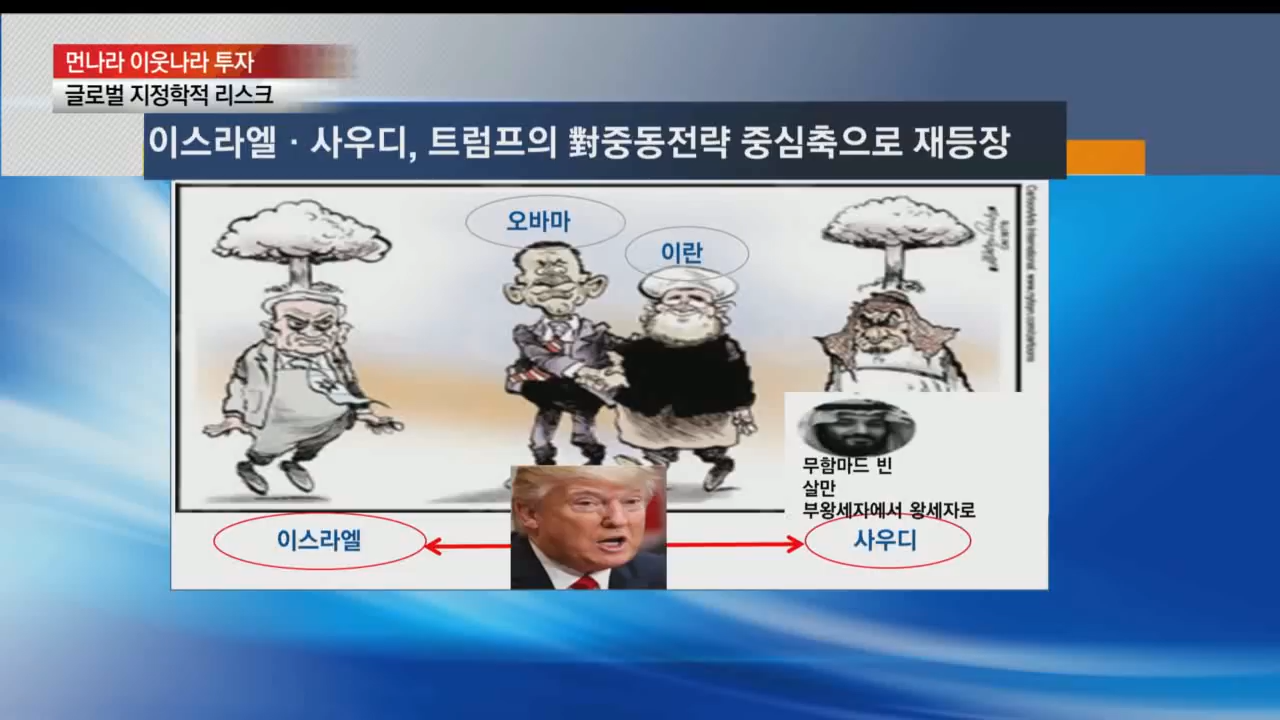 먼나라 이웃나라 투자
글로벌 지정학적 리스크
이스라엘 · 사우디, 트럼프의 對중동전략 중심축으로 재등장
오바마
이란
CartoonArts International
무함마드 빈
살만
부왕세자에서 왕세자로
이스라엘
사우디